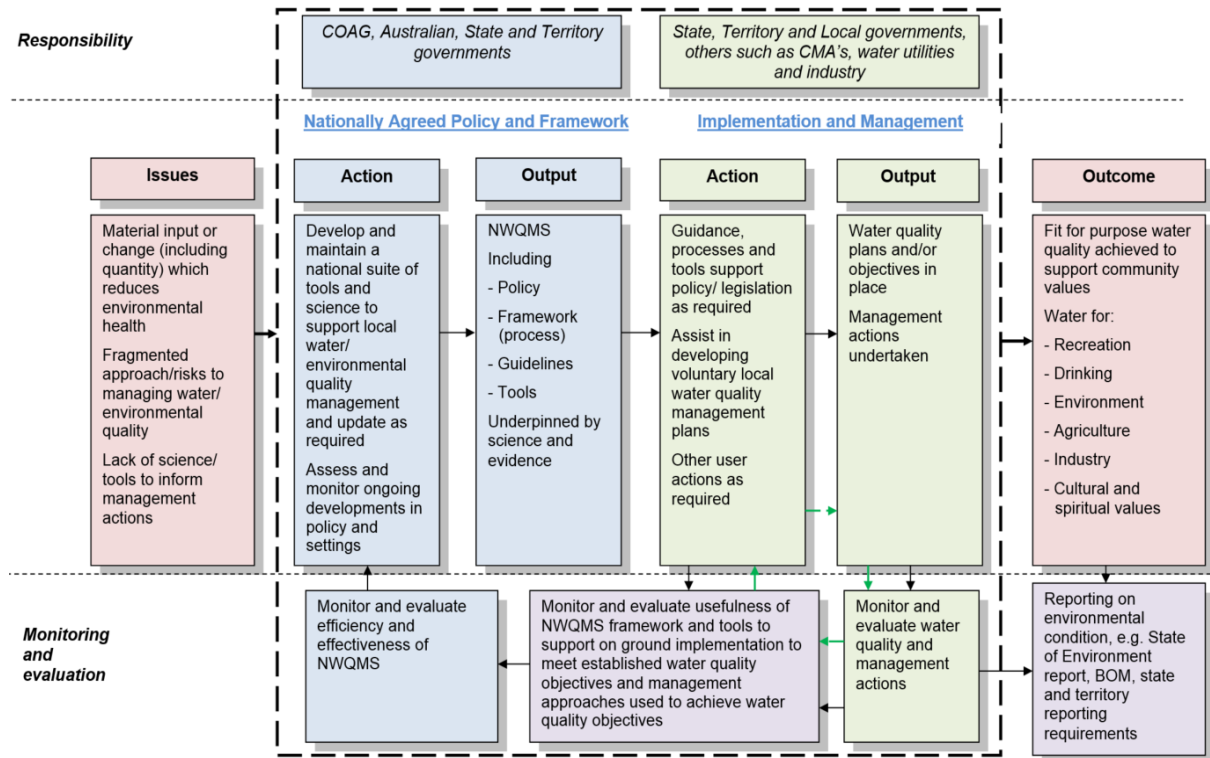 Responsibility
COAG, Australian, State and Territory
governments
State, Territory and Local governments,
others such as CMA's, water utilities
and industry
Nationally Agreed Policy and Framework
Implementation and Management
Issues
Material input or
change (including
quantity) which
reduces
environmental
health
Fragmented
approach/risks to
managing water/
environmental
quality
Lack of science/
tools to inform
management
actions
Action
Develop and
maintain a
national suite of
tools and
science to
support local
water/
environmental
quality
management
and update as
required
Assess and
monitor ongoing
developments in
policy and
settings
Output
NWQMS
Including
- Policy
- Framework
(process)
- Guidelines
- Tools
Underpinned by
science and
evidence
Action
Guidance,
processes and
tools support
policy/ legislation
as required
Assist in
developing
voluntary local
water quality
management
plans
Other user
actions as
required
Output
Water quality
plans and/or
objectives in
place
Management
actions
undertaken
Outcome
Fit for purpose water
quality achieved to
support community
values
Water for:
- Recreation
- Drinking
- Environment
- Agriculture
- Industry
- Cultural and
spiritual values
Monitoring
and
evaluation
Monitor and evaluate
efficiency and
effectiveness of
NWQMS
Monitor and evaluate usefulness of
NWQMS framework and tools to
support on ground implementation to
meet established water quality
objectives and management
approaches used to achieve water
quality objectives
Monitor and
evaluate water
quality and
management
actions
Reporting on
environmental
condition, e.g. State
of Environment
report, BOM, state
and territory
reporting
requirements